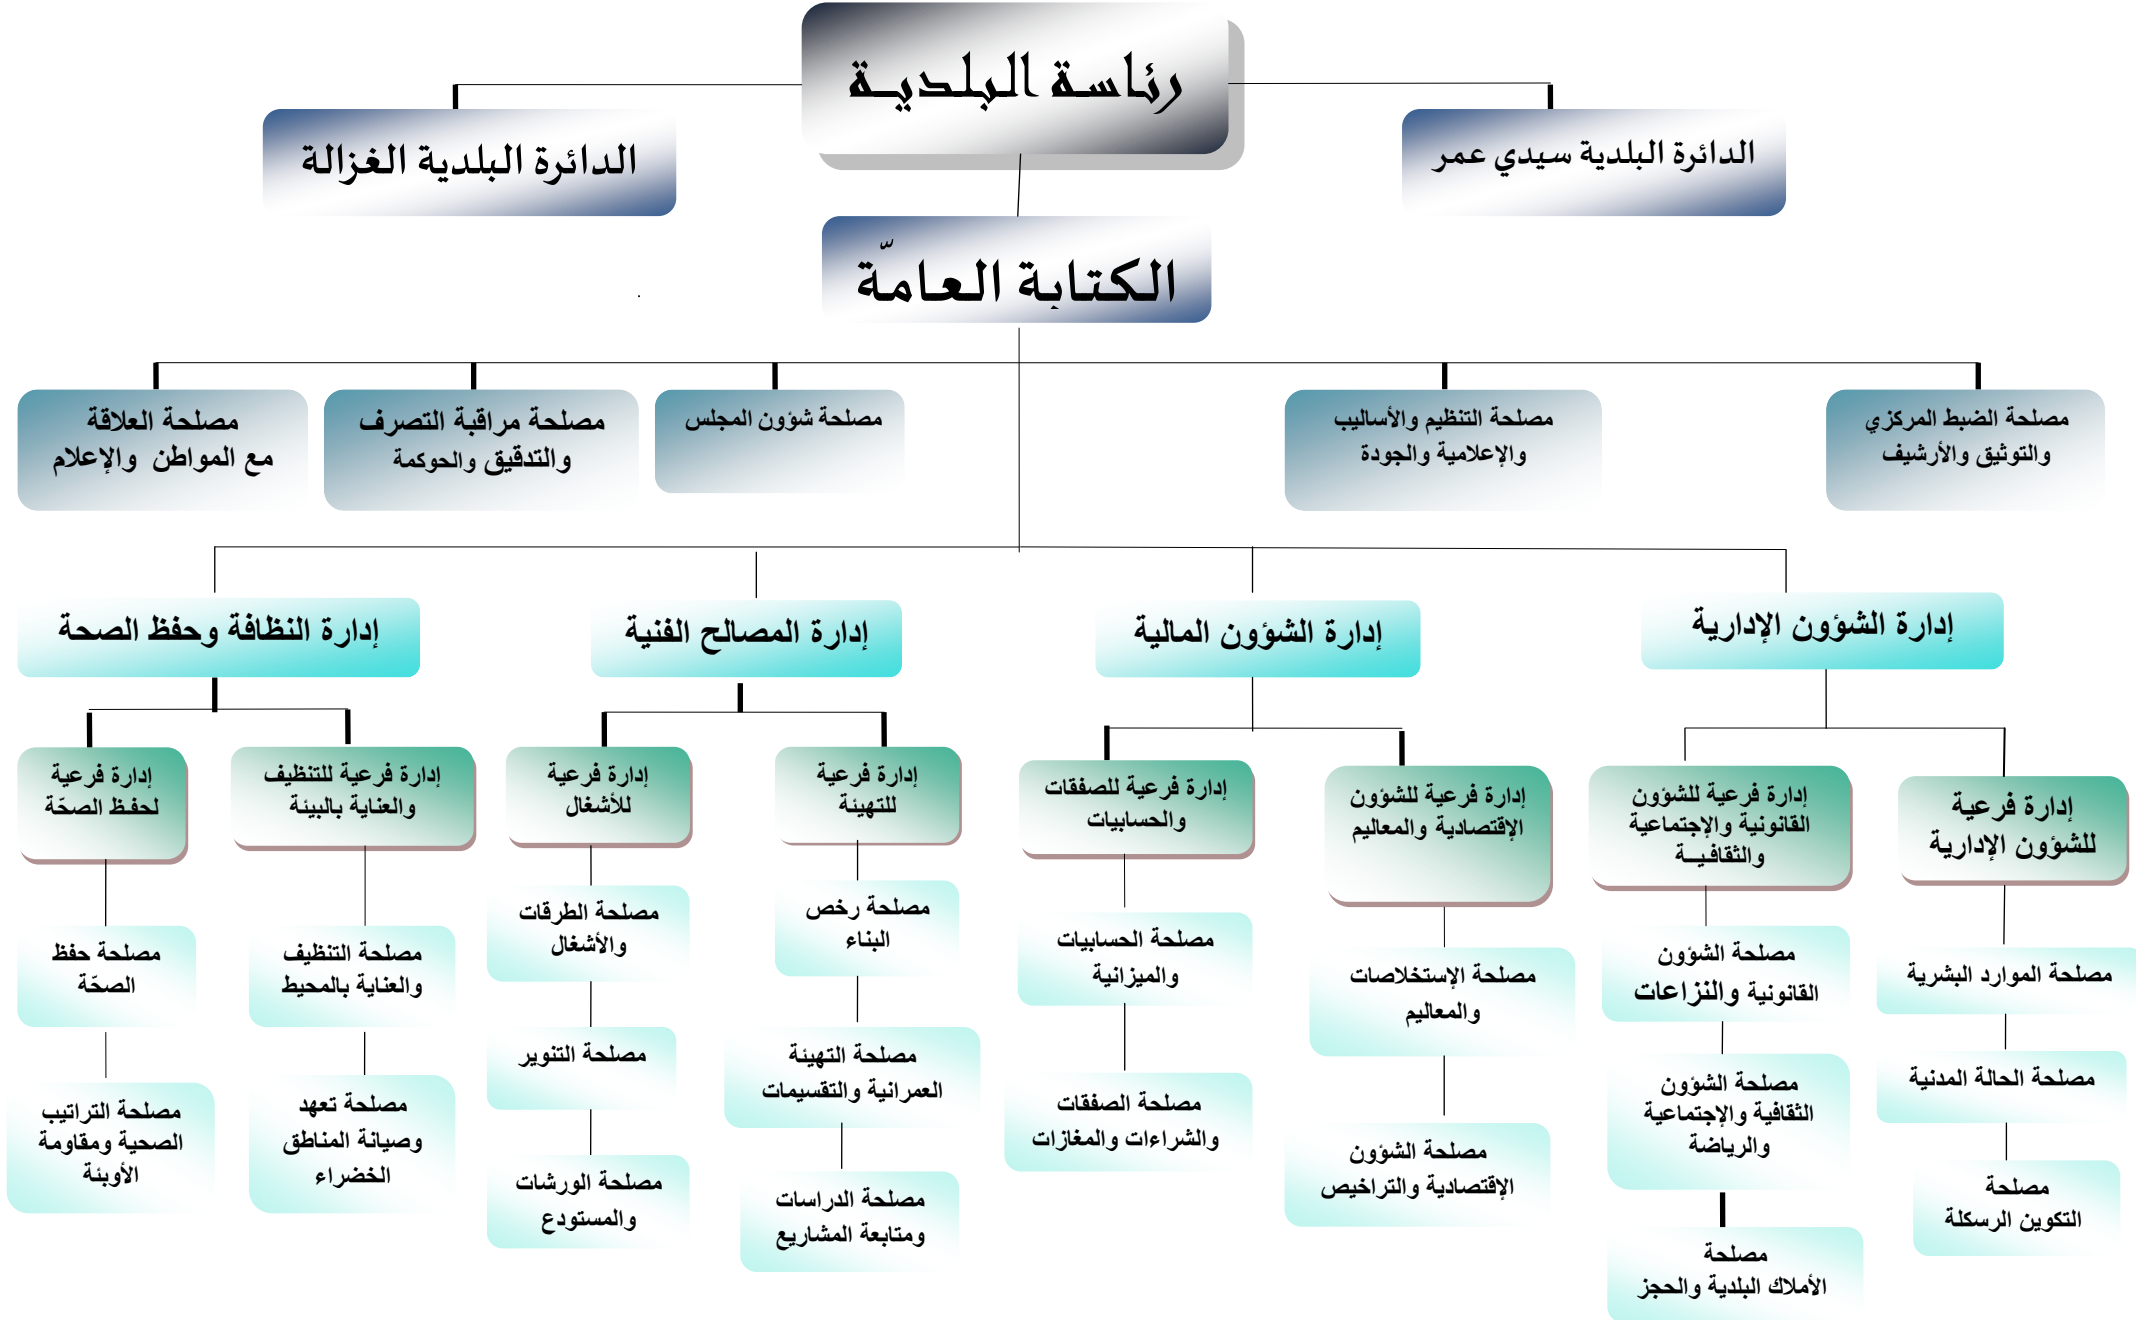 رئاسة البلدية
الدائرة البلدية سيدي عمر
الدائرة البلدية الغزالة
الكتابة العامّة
مصلحة الضبط المركزي
والتوثيق والأرشيف
مصلحة التنظيم والأساليب
والإعلامية والجودة
مصلحة شؤون المجلس
مصلحة مراقبة التصرف
والتدقيق والحوكمة
مصلحة العلاقة
مع المواطن والإعلام
إدارة الشؤون الإدارية
إدارة الشؤون المالية
إدارة المصالح الفنية
إدارة النظافة وحفظ الصحة
إدارة فرعية
للشؤون الإدارية
مصلحة الموارد البشرية
مصلحة الحالة المدنية
مصلحة
التكوين الرسكلة
إدارة فرعية للشؤون
القانونية والإجتماعية
والثقافيــة
مصلحة الشؤون
القانونية والنزاعات
مصلحة الشؤون
الثقافية والإجتماعية
والرياضة
مصلحة
الأملاك البلدية والحجز
إدارة فرعية للشؤون
الإقتصادية والمعاليم
مصلحة الإستخلاصات
والمعاليم
مصلحة الشؤون
الإقتصادية والتراخيص
إدارة فرعية للصفقات
والحسابيات
مصلحة الحسابيات
والميزانية
مصلحة الصفقات
والشراءات والمغازات
إدارة فرعية
للتهيئة
مصلحة رخص
البناء
مصلحة التهيئة
العمرانية والتقسيمات
مصلحة الدراسات
ومتابعة المشاريع
إدارة فرعية
للأشغال
مصلحة الطرقات
والأشغال
مصلحة التنوير
مصلحة الورشات
والمستودع
إدارة فرعية للتنظيف
والعناية بالبيئة
مصلحة التنظيف
والعناية بالمحيط
مصلحة تعهد
وصيانة المناطق
الخضراء
إدارة فرعية
لحفظ الصحّة
مصلحة حفظ
الصحّة
مصلحة التراتيب
الصحية ومقاومة
الأوبئة